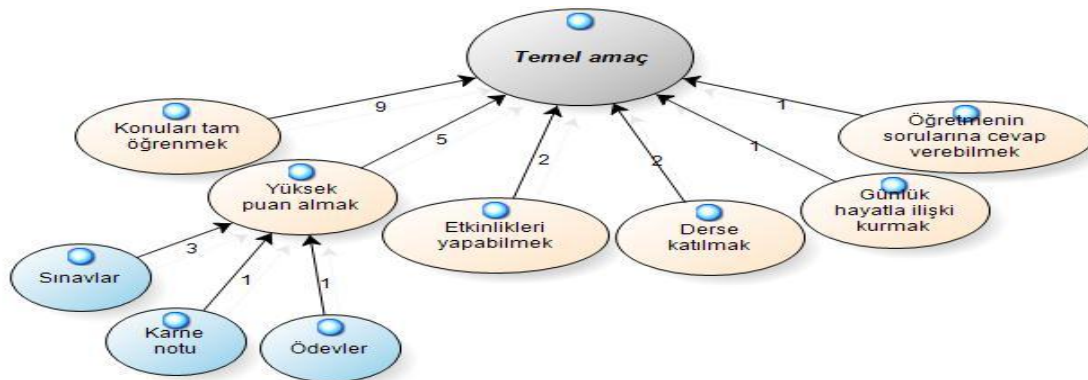 Temel amaç
9
5
2
2
1
1
Konuları tam
öğrenmek
Yüksek
puan almak
Etkinlikleri
yapabilmek
Derse
katılmak
Günlük
hayatla ilişki
kurmak
Öğretmenin
sorularına cevap
verebilmek
3
1
1
Sınavlar
Karne
notu
Ödevler